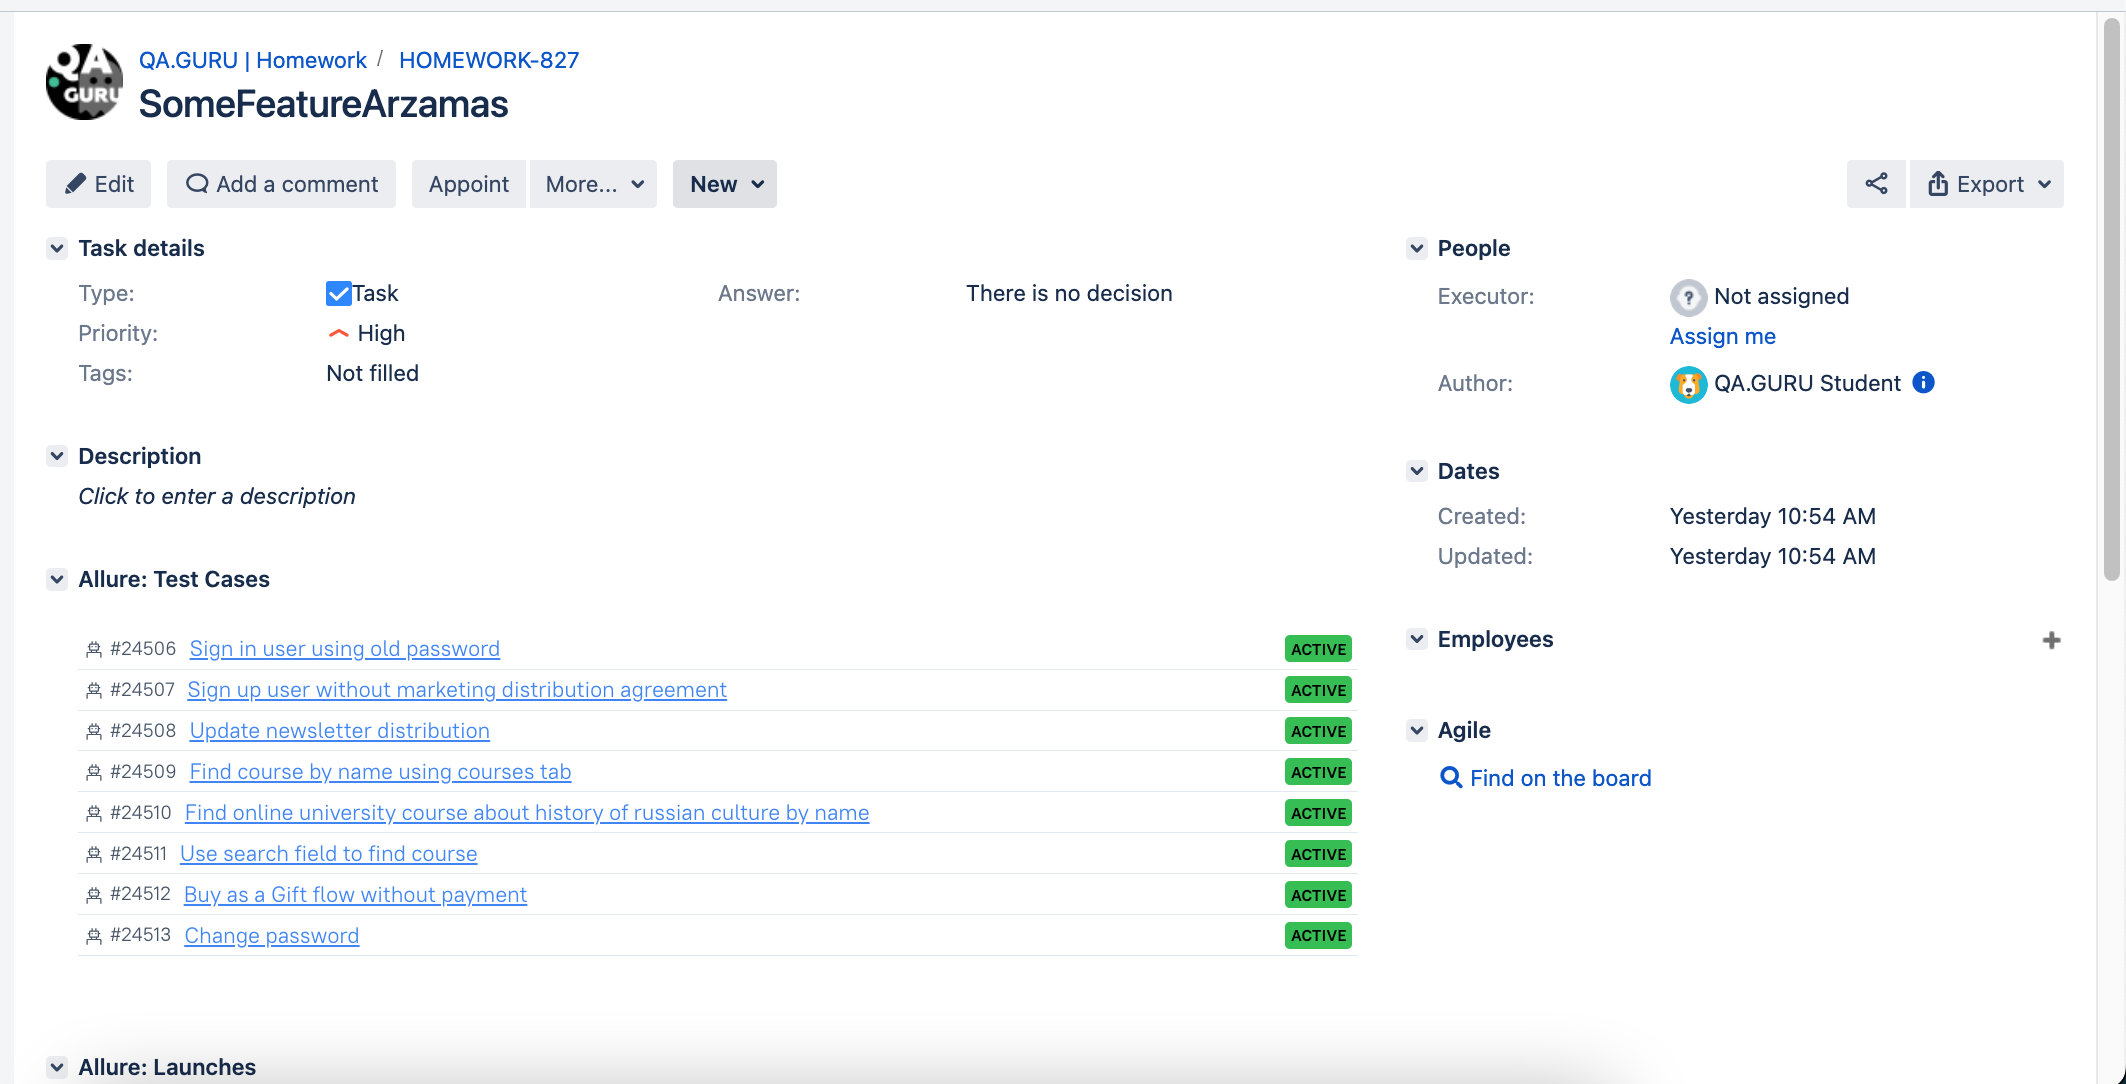 QA GURU
QA.GURU | Homework / HOMEWORK-827
SomeFeatureArzamas
Edit Add a comment Appoint More... New Export
Task details
Type: Task Answer: There is no decision
Priority: High
Tags: Not filled
Description
Click to enter a description
Allure: Test Cases
#24506 Sign in user using old password ACTIVE
#24507 Sign up user without marketing distribution agreement ACTIVE
#24508 Update newsletter distribution ACTIVE
#24509 Find course by name using courses tab ACTIVE
#24510 Find online university course about history of russian culture by name ACTIVE
#24511 Use search field to find course ACTIVE
#24512 Buy as a Gift flow without payment ACTIVE
#24513 Change password ACTIVE
Allure: Launches
People
Executor: ? Not assigned
Assign me
Author: QA.GURU Student i
Dates
Created: Yesterday 10:54 AM
Updated: Yesterday 10:54 AM
Employees +
Agile
Find on the board